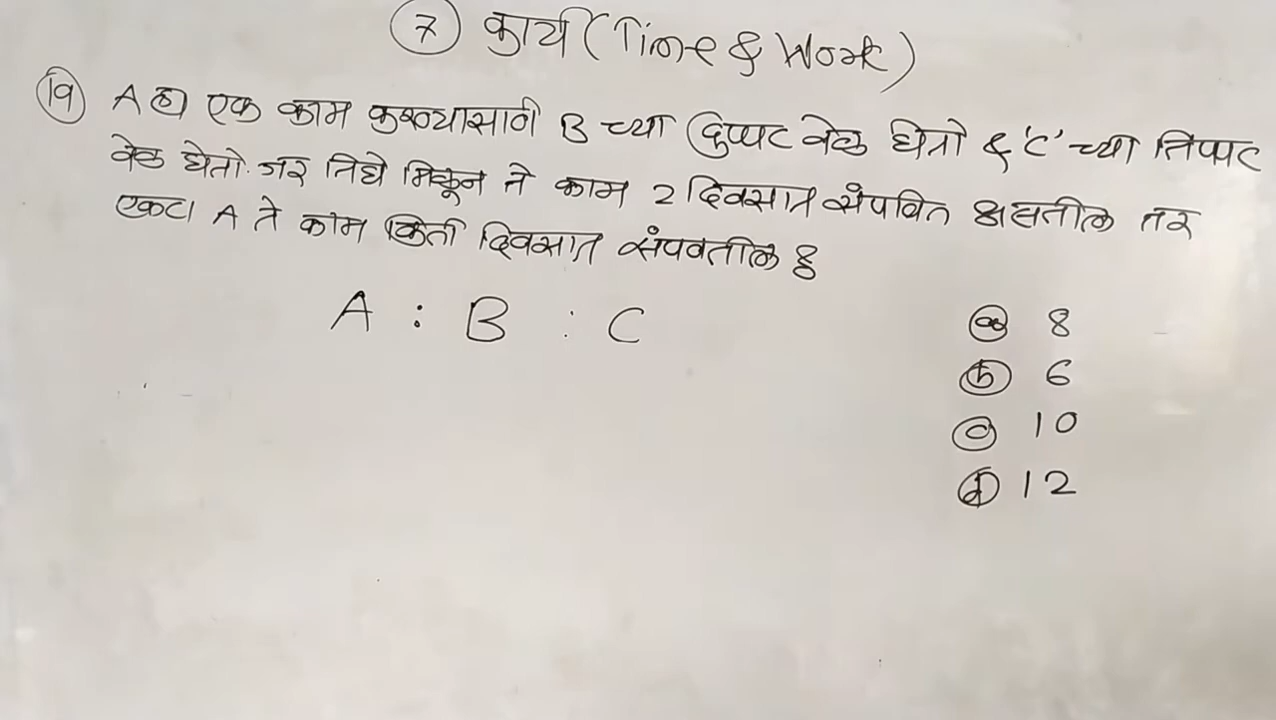 7 कार्य (Time & Work)
19 A हा एक काम करण्यासाठी B च्या दुप्पट वेळ घेतो & 'C' च्या तिप्पट
वेळ घेतो. जर तिघे मिळून ते काम 2 दिवसात संपवित असतील तर
एकटा A ते काम किती दिवसात संपवतील ?
A : B : C
a 8
b 6
c 10
d 12